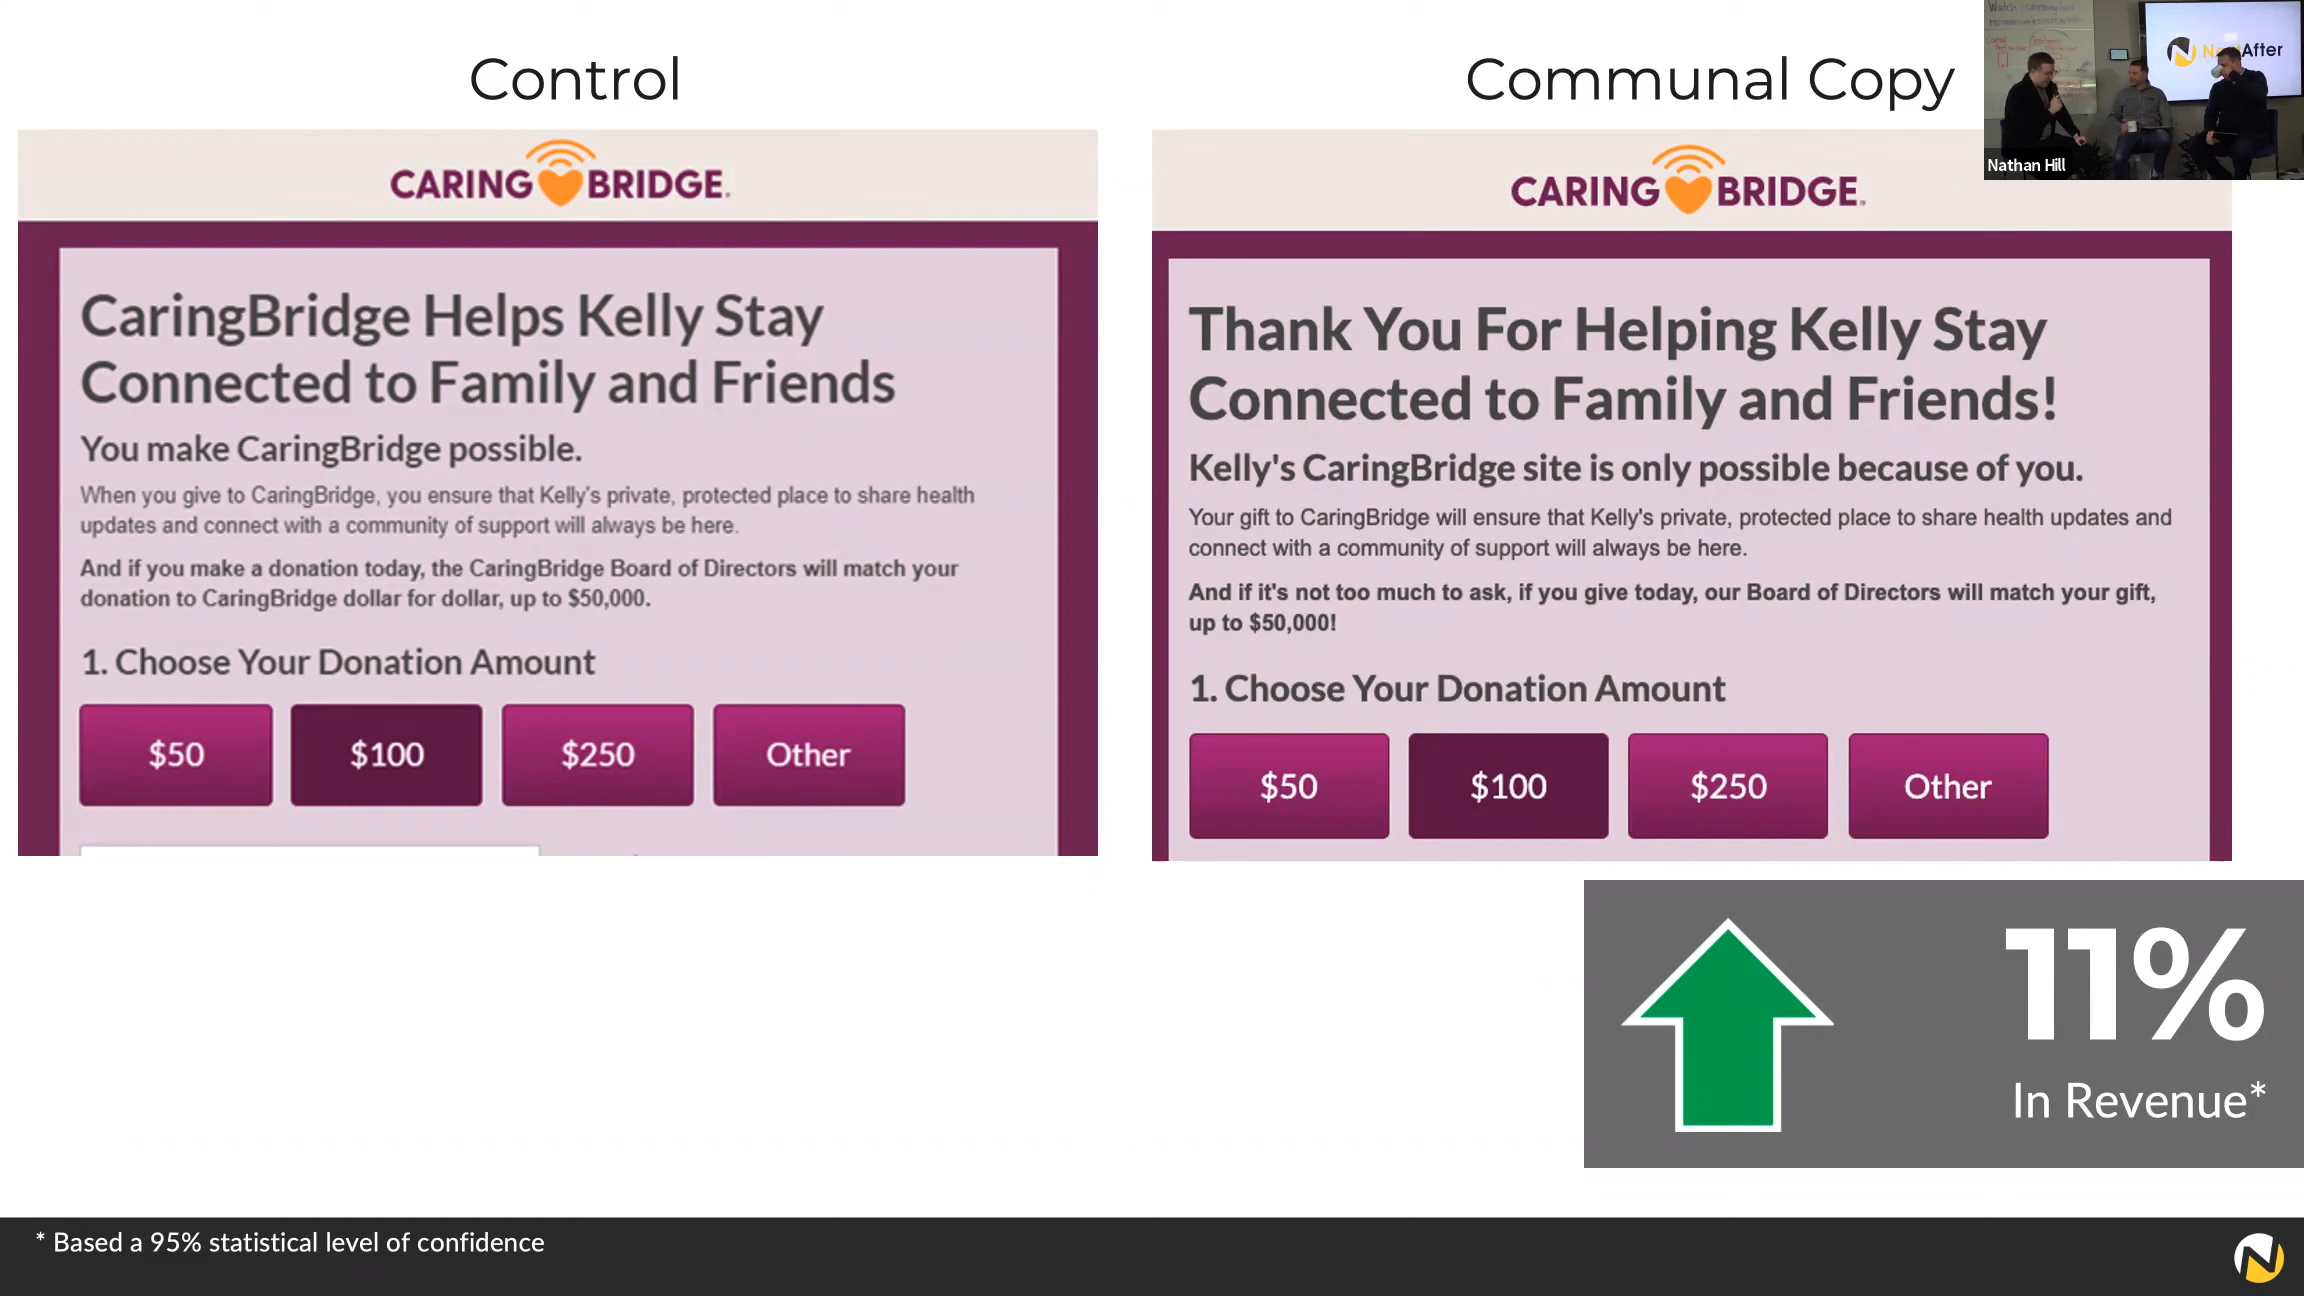 Control
Communal Copy
CARING BRIDGE
CaringBridge Helps Kelly Stay
Connected to Family and Friends
You make CaringBridge possible.
When you give to CaringBridge, you ensure that Kelly's private, protected place to share health
updates and connect with a community of support will always be here.
And if you make a donation today, the CaringBridge Board of Directors will match your
donation to CaringBridge dollar for dollar, up to $50,000.
1. Choose Your Donation Amount
$50
$100
$250
Other
CARING BRIDGE
Thank You For Helping Kelly Stay
Connected to Family and Friends!
Kelly's CaringBridge site is only possible because of you.
Your gift to CaringBridge will ensure that Kelly's private, protected place to share health updates and
connect with a community of support will always be here.
And if it's not too much to ask, if you give today, our Board of Directors will match your gift,
up to $50,000!
1. Choose Your Donation Amount
$50
$100
$250
Other
After
Nathan Hill
11%
In Revenue*
* Based a 95% statistical level of confidence